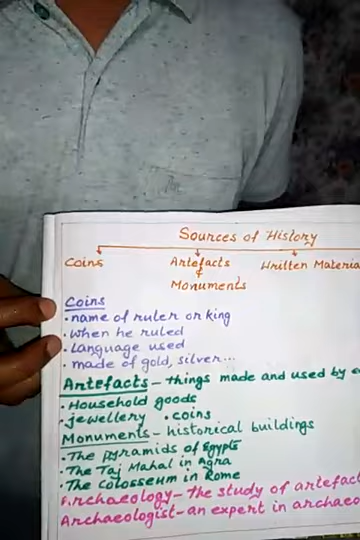 Sources of History
Coins Artefacts & Monuments Written Materia
Coins
• name of ruler or king
• when he ruled
• Language used
• made of gold, silver...
Artefacts – things made and used by
• Household goods
• jewellery • coins
Monuments – historical buildings
• The pyramids of Egypts
• The Taj Mahal in Agra
• The Colosseum in Rome
Archaeology – The study of artefac
Archaeologist – an expert in archaeo